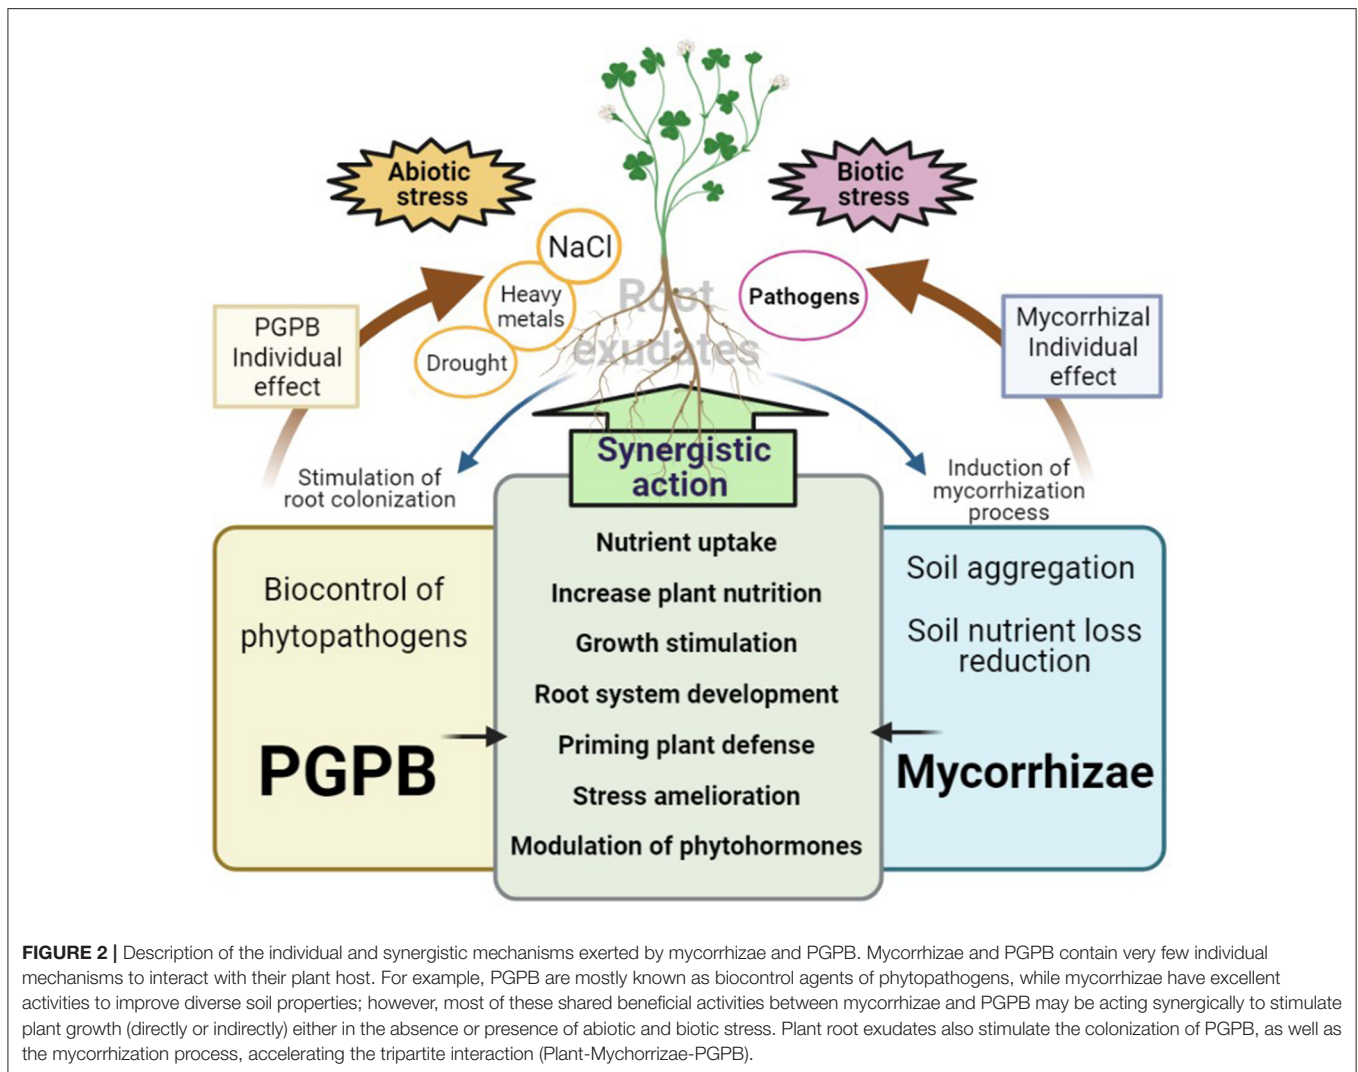 Abiotic
stress
Biotic
stress
NaCl
Heavy
metals
Drought
Root
exudates
Pathogens
PGPB
Individual
effect
Mycorrhizal
Individual
effect
Stimulation of
root colonization
Synergistic
action
Induction of
mycorrhization
process
Biocontrol of
phytopathogens
PGPB
Nutrient uptake
Increase plant nutrition
Growth stimulation
Root system development
Priming plant defense
Stress amelioration
Modulation of phytohormones
Soil aggregation
Soil nutrient loss
reduction
Mycorrhizae
FIGURE 2 | Description of the individual and synergistic mechanisms exerted by mycorrhizae and PGPB. Mycorrhizae and PGPB contain very few individual
mechanisms to interact with their plant host. For example, PGPB are mostly known as biocontrol agents of phytopathogens, while mycorrhizae have excellent
activities to improve diverse soil properties; however, most of these shared beneficial activities between mycorrhizae and PGPB may be acting synergically to stimulate
plant growth (directly or indirectly) either in the absence or presence of abiotic and biotic stress. Plant root exudates also stimulate the colonization of PGPB, as well as
the mycorrhization process, accelerating the tripartite interaction (Plant-Mychorrizae-PGPB).